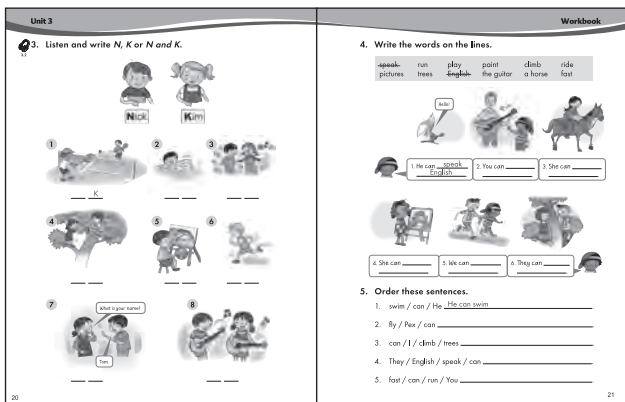 Unit 3
3. Listen and write N, K or N and K.
3.2
Nick
Kim
1
2
3
K
4
5
6
7
8
What is your name?
Tom.
20
Workbook
4. Write the words on the lines.
speak run play paint climb ride
pictures trees English the guitar a horse fast
Hello!
1. He can speak
English
2. You can
3. She can
4. She can
5. We can
6. They can
5. Order these sentences.
1. swim / can / He He can swim
2. fly / Pex / can
3. can / I / climb / trees
4. They / English / speak / can
5. fast / can / run / You
21